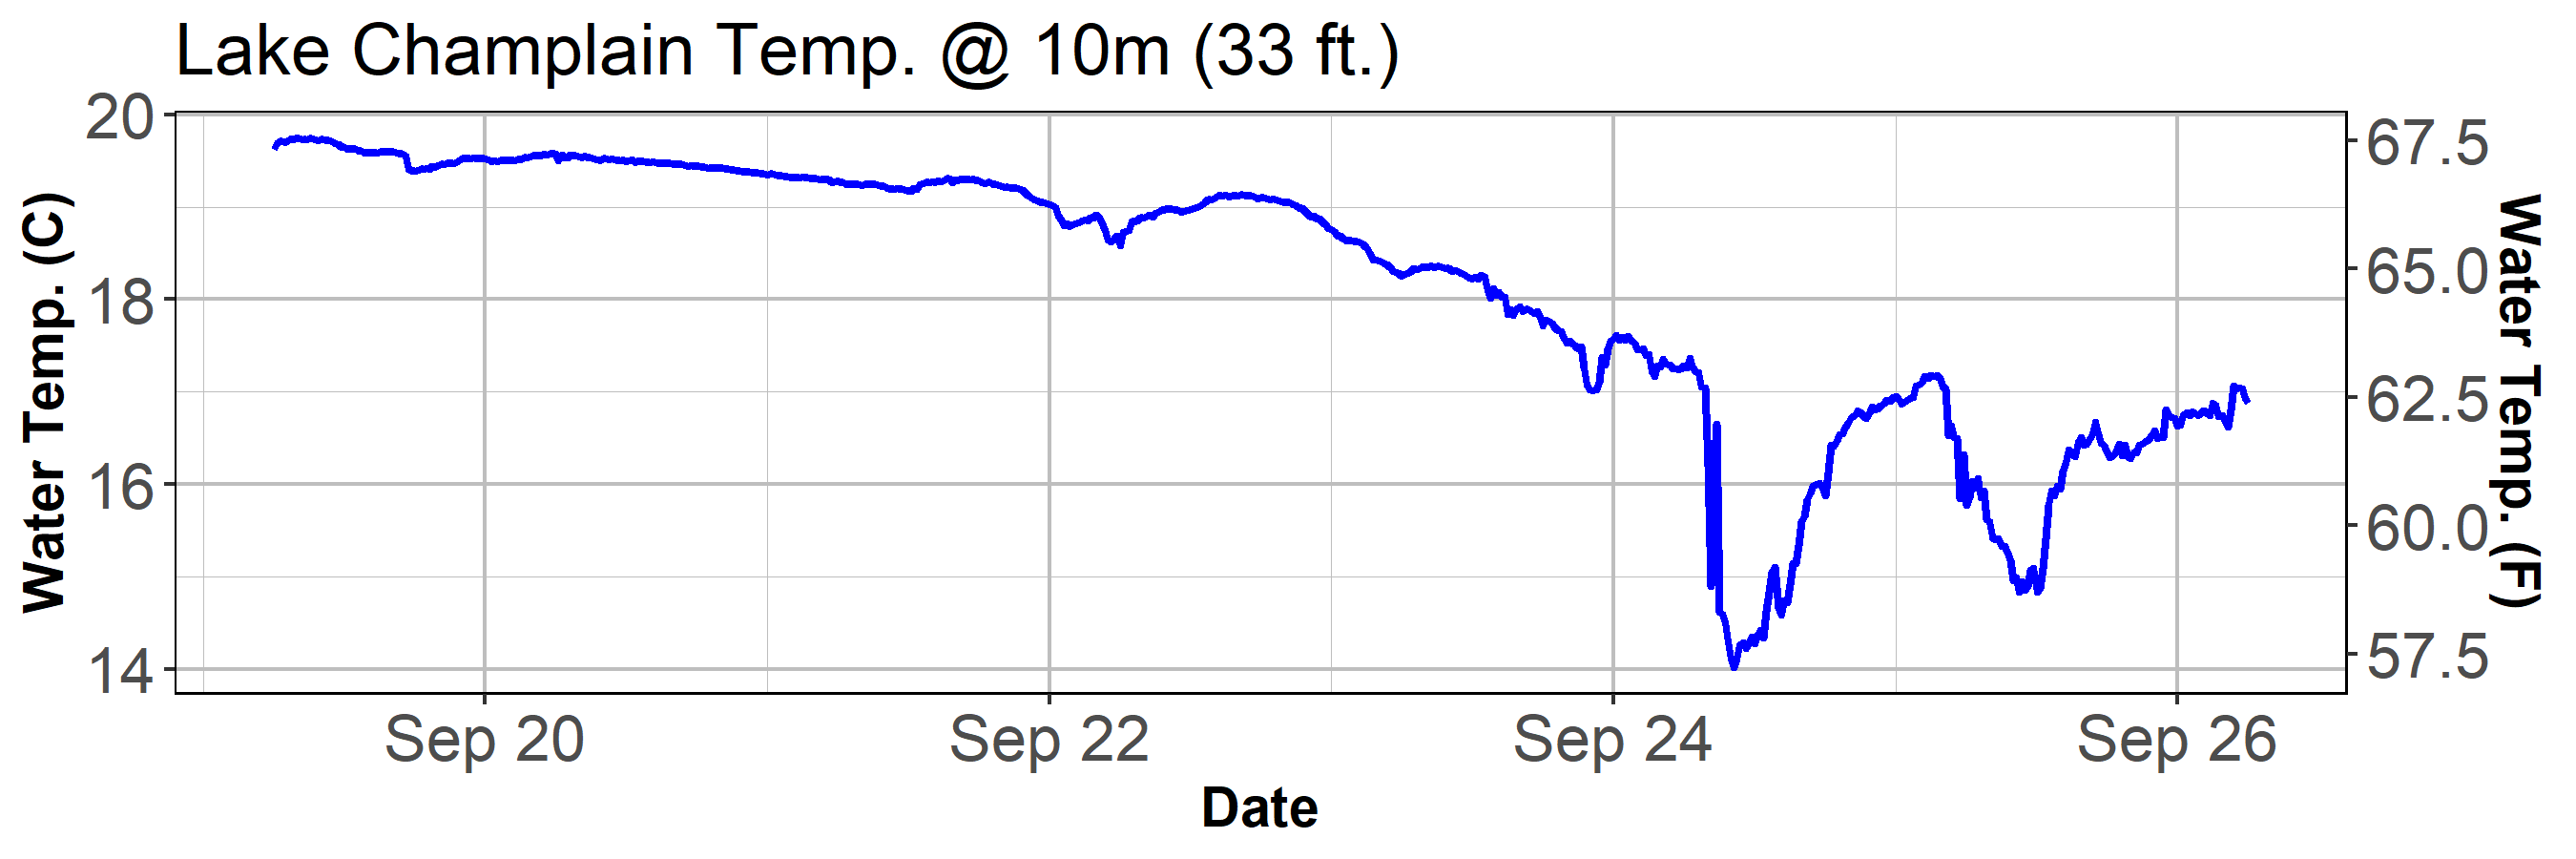 Lake Champlain Temp. @ 10m (33 ft.)
Water Temp. (C)
20
18
16
14
67.5
65.0
62.5
60.0
57.5
Water Temp. (F)
Sep 20
Sep 22
Sep 24
Sep 26
Date